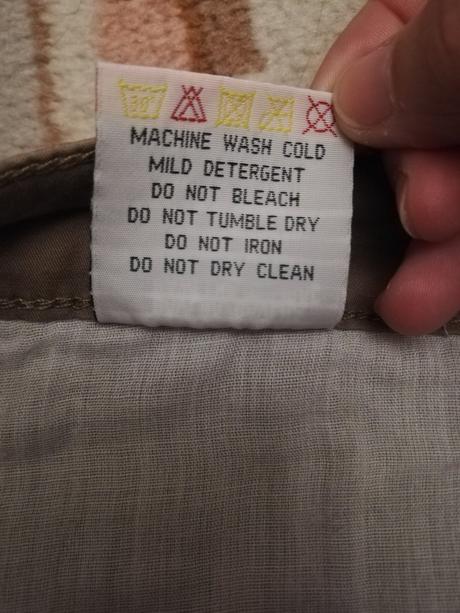 30°
MACHINE WASH COLD
MILD DETERGENT
DO NOT BLEACH
DO NOT TUMBLE DRY
DO NOT IRON
DO NOT DRY CLEAN